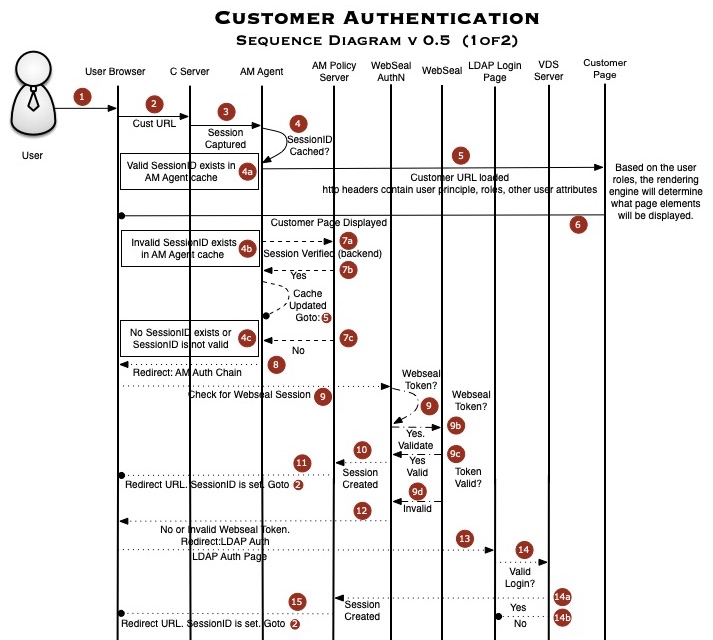 Customer Authentication
Sequence Diagram v 0.5 (1of2)
User Browser
C Server
AM Agent
AM Policy
Server
WebSeal
AuthN
WebSeal
LDAP Login
Page
VDS
Server
Customer
Page
User
1
2
Cust URL
3
Session
Captured
4
SessionID
Cached?
Valid SessionID exists in
AM Agent cache
4a
5
Customer URL loaded
http headers contain user principle, roles, other user attributes
Based on the user
roles, the rendering
engine will determine
what page elements
will be displayed.
6
Customer Page Displayed
Invalid SessionID exists
in AM Agent cache
4b
7a
Session Verified (backend)
7b
Yes
Cache
Updated
Goto: 5
No SessionID exists or
SessionID is not valid
4c
7c
No
8
Redirect: AM Auth Chain
Check for Webseal Session
9
Webseal
Token?
9
Webseal
Token?
9b
Yes.
Validate
9c
Yes
Valid
Token
Valid?
10
Session
Created
11
Redirect URL. SessionID is set. Goto 2
9d
Invalid
12
No or Invalid Webseal Token.
Redirect:LDAP Auth
13
LDAP Auth Page
14
Valid
Login?
14a
Yes
14b
No
15
Session
Created
Redirect URL. SessionID is set. Goto 2